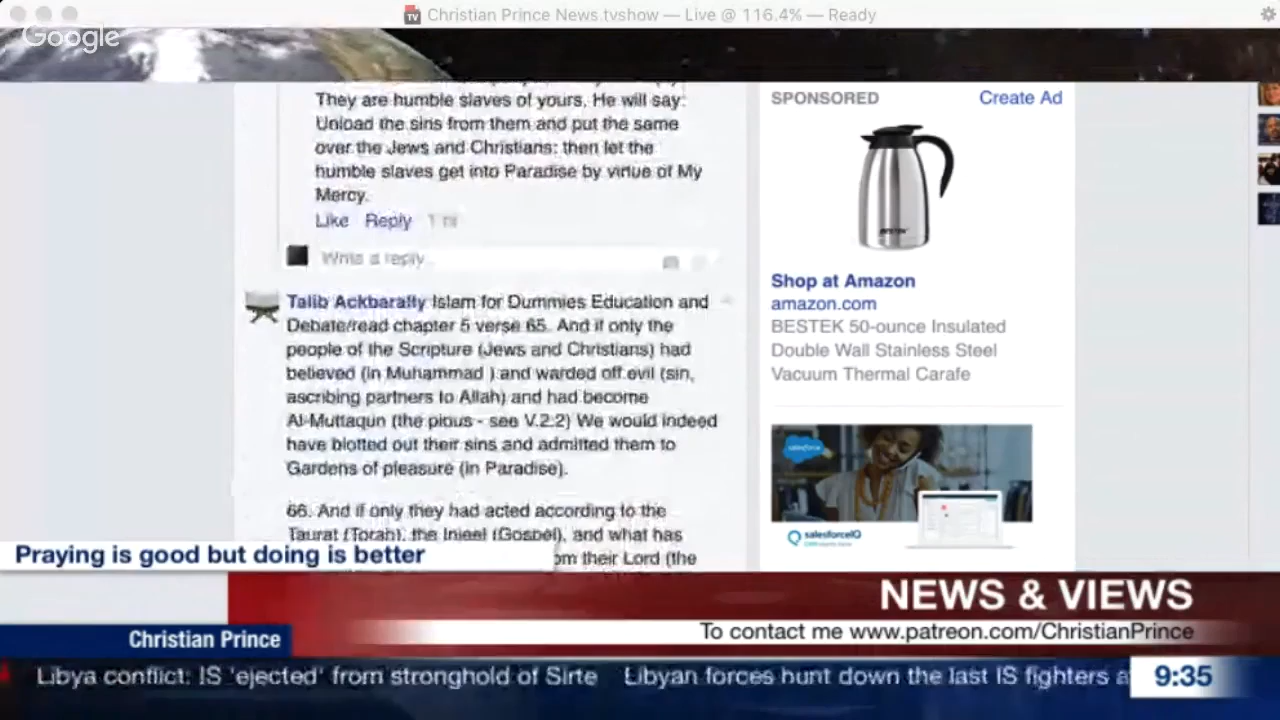 Christian Prince News.tvshow — Live @ 116.4% — Ready
Google
They are humble slaves of yours. He will say:
Unload the sins from them and put the same
over the Jews and Christians: then let the
humble slaves get into Paradise by virtue of My
Mercy.
Like Reply
Write a reply
Talib Ackbarally Islam for Dummies Education and
Debate/read chapter 5 verse 65. And if only the
people of the Scripture (Jews and Christians) had
believed (in Muhammad ) and warded off evil (sin,
ascribing partners to Allah) and had become
Al-Muttaqun (the pious - see V.2:2) We would indeed
have blotted out their sins and admitted them to
Gardens of pleasure (in Paradise).
66. And if only they had acted according to the
Taurat (Torah), the Injeel (Gospel), and what has
om their Lord (the
SPONSORED
Create Ad
BESTEK
Shop at Amazon
amazon.com
BESTEK 50-ounce Insulated
Double Wall Stainless Steel
Vacuum Thermal Carafe
salesforce
salesforceIQ
Praying is good but doing is better
NEWS & VIEWS
To contact me www.patreon.com/ChristianPrince
Christian Prince
Libya conflict: IS 'ejected' from stronghold of Sirte Libyan forces hunt down the last IS fighters
9:35